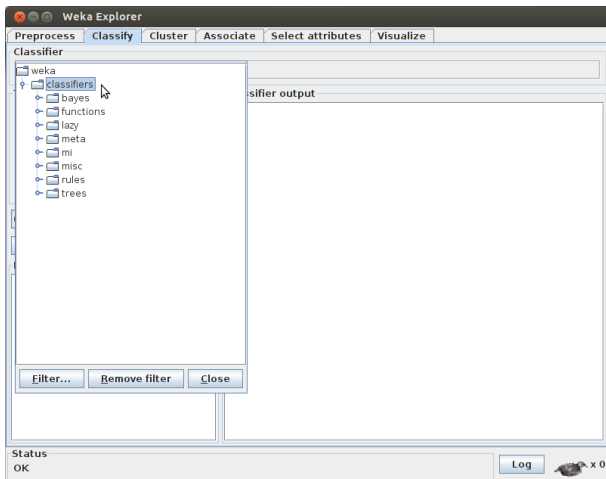 Weka Explorer
Preprocess Classify Cluster Associate Select attributes Visualize
Classifier
weka
classifiers
bayes
functions
lazy
meta
mi
misc
rules
trees
sifier output
Filter... Remove filter Close
Status
OK
Log
x 0